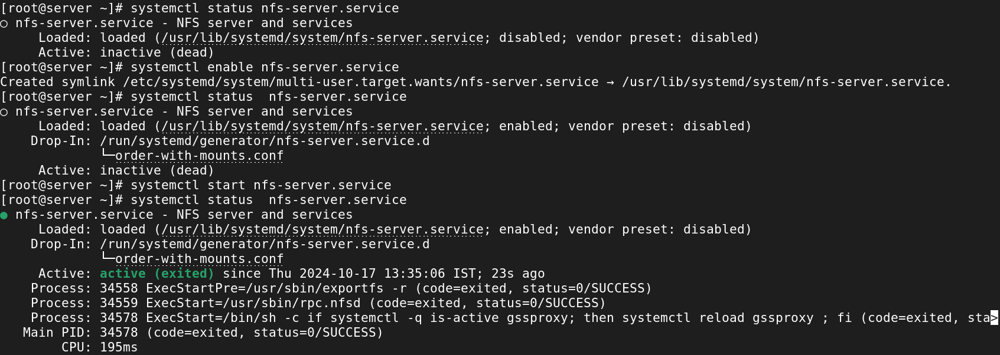 [root@server ~]# systemctl status nfs-server.service
○ nfs-server.service - NFS server and services
     Loaded: loaded (/usr/lib/systemd/system/nfs-server.service; disabled; vendor preset: disabled)
     Active: inactive (dead)
[root@server ~]# systemctl enable nfs-server.service
Created symlink /etc/systemd/system/multi-user.target.wants/nfs-server.service → /usr/lib/systemd/system/nfs-server.service.
[root@server ~]# systemctl status  nfs-server.service
○ nfs-server.service - NFS server and services
     Loaded: loaded (/usr/lib/systemd/system/nfs-server.service; enabled; vendor preset: disabled)
    Drop-In: /run/systemd/generator/nfs-server.service.d
             └─order-with-mounts.conf
     Active: inactive (dead)
[root@server ~]# systemctl start nfs-server.service
[root@server ~]# systemctl status  nfs-server.service
● nfs-server.service - NFS server and services
     Loaded: loaded (/usr/lib/systemd/system/nfs-server.service; enabled; vendor preset: disabled)
    Drop-In: /run/systemd/generator/nfs-server.service.d
             └─order-with-mounts.conf
     Active: active (exited) since Thu 2024-10-17 13:35:06 IST; 23s ago
    Process: 34558 ExecStartPre=/usr/sbin/exportfs -r (code=exited, status=0/SUCCESS)
    Process: 34559 ExecStart=/usr/sbin/rpc.nfsd (code=exited, status=0/SUCCESS)
    Process: 34578 ExecStart=/bin/sh -c if systemctl -q is-active gssproxy; then systemctl reload gssproxy ; fi (code=exited, sta>
   Main PID: 34578 (code=exited, status=0/SUCCESS)
        CPU: 195ms